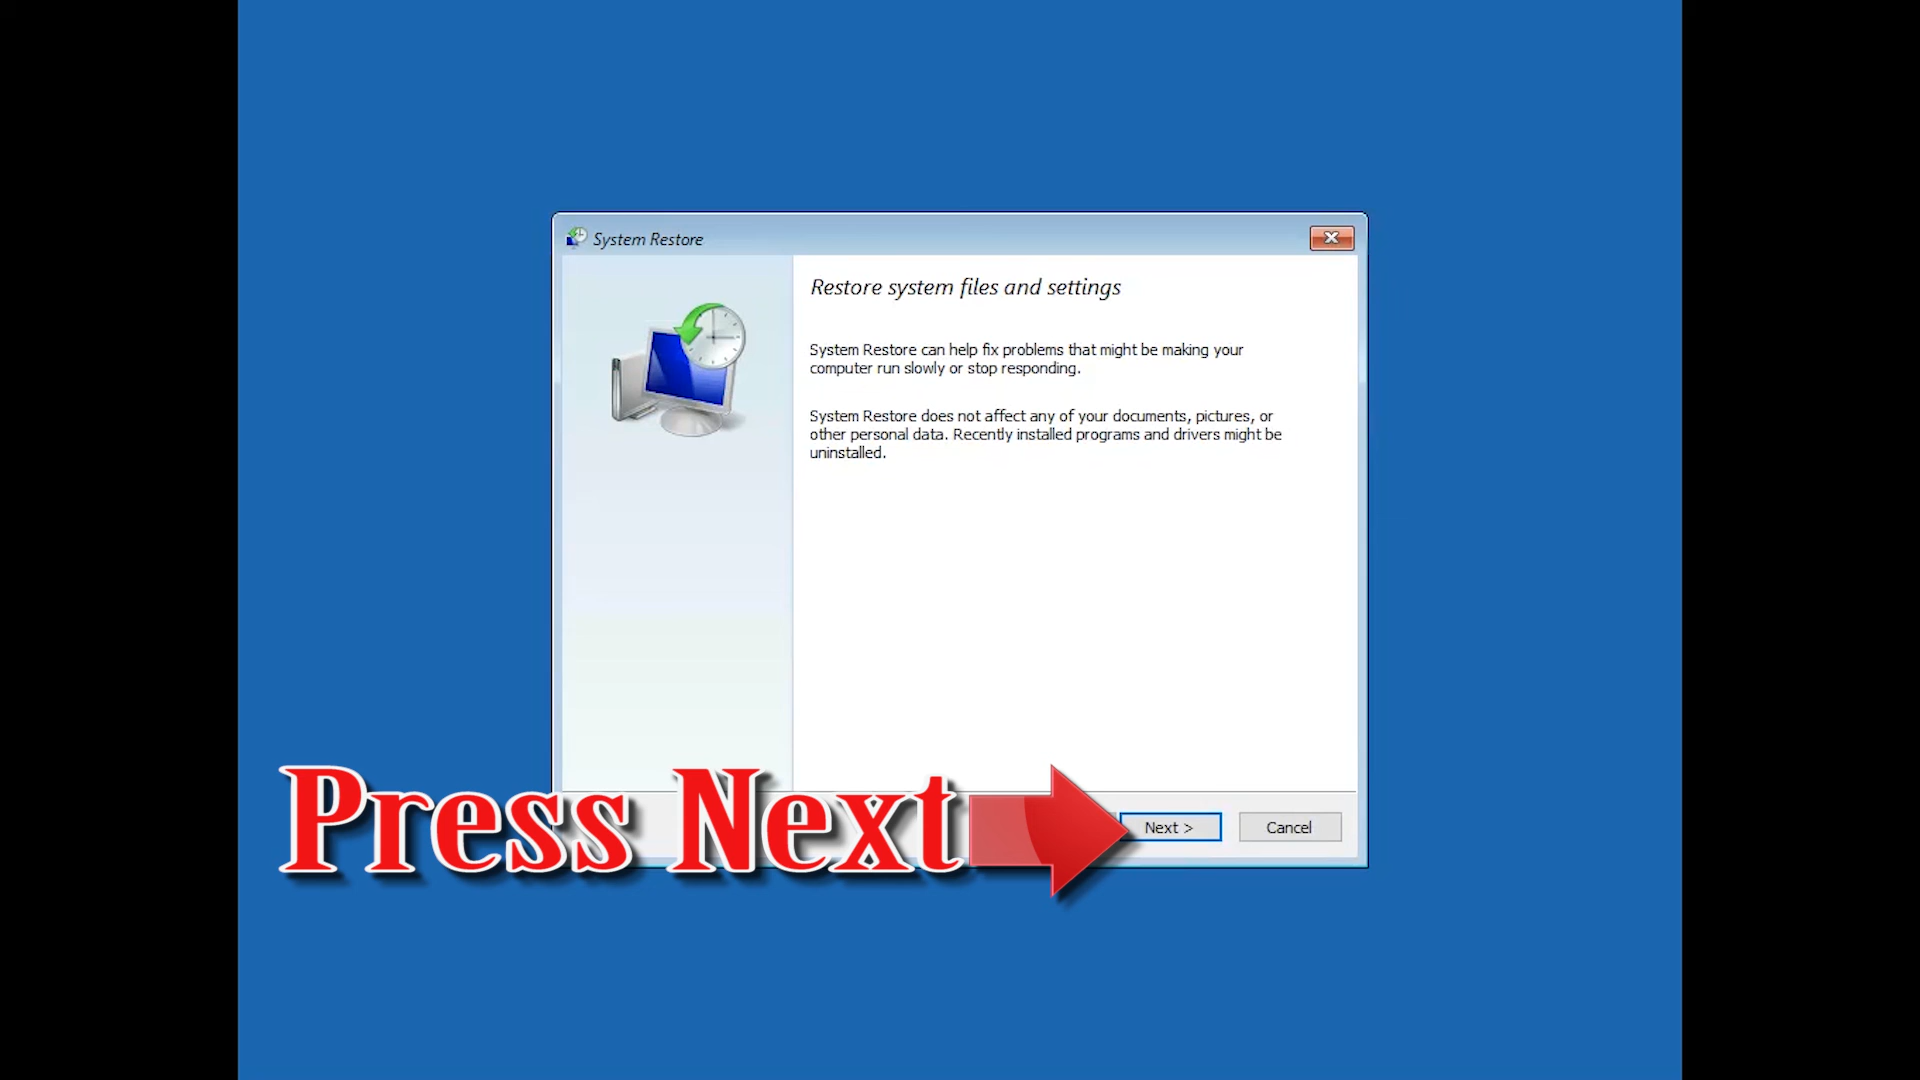 System Restore
Restore system files and settings
System Restore can help fix problems that might be making your
computer run slowly or stop responding.
System Restore does not affect any of your documents, pictures, or
other personal data. Recently installed programs and drivers might be
uninstalled.
Press Next
Next >
Cancel